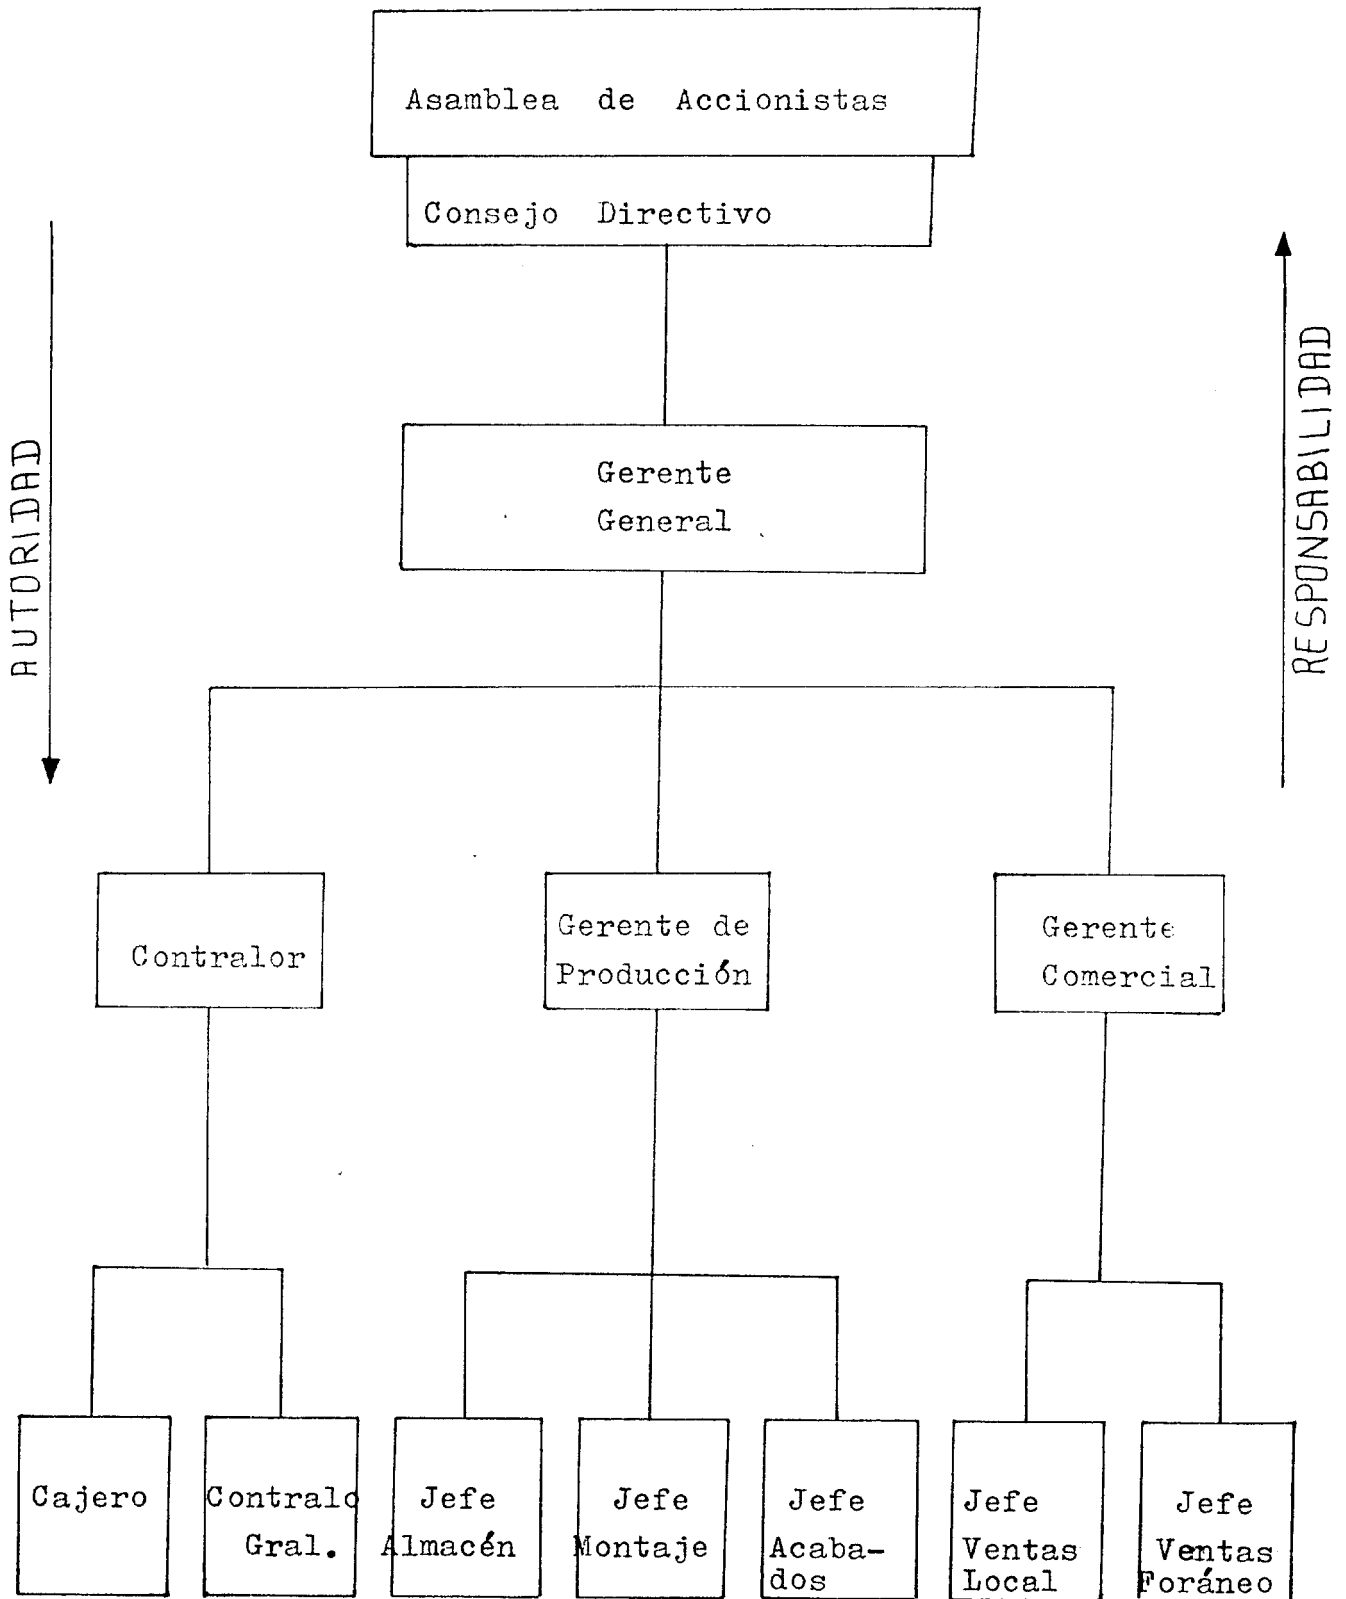 Asamblea de Accionistas
Consejo Directivo
AUTORIDAD
RESPONSABILIDAD
Gerente
General
Contralor
Gerente de
Producción
Gerente
Comercial
Cajero
Contralo
Gral.
Jefe
Almacén
Jefe
Montaje
Jefe
Acaba-
dos
Jefe
Ventas
Local
Jefe
Ventas
Foráneo